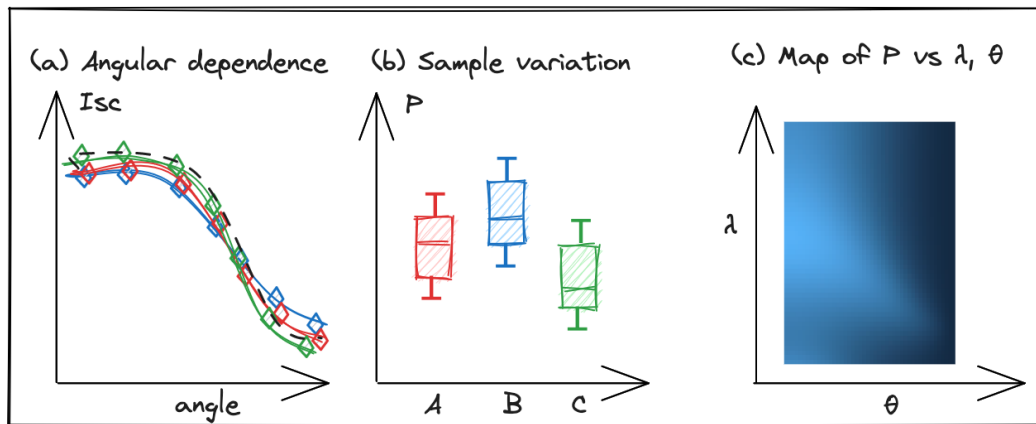 (a) Angular dependence
Isc
angle
(b) Sample variation
P
A B C
(c) Map of P vs λ, θ
λ
θ